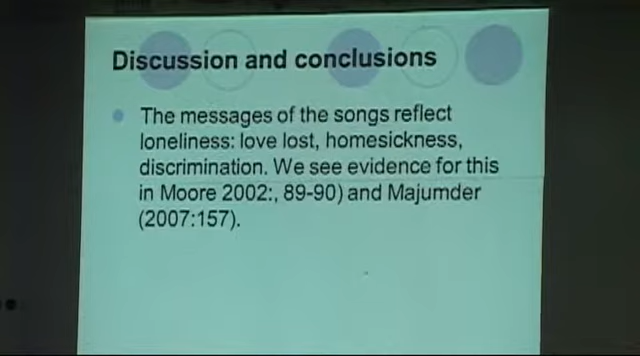 Discussion and conclusions
The messages of the songs reflect
loneliness: love lost, homesickness,
discrimination. We see evidence for this
in Moore 2002:, 89-90) and Majumder
(2007:157).